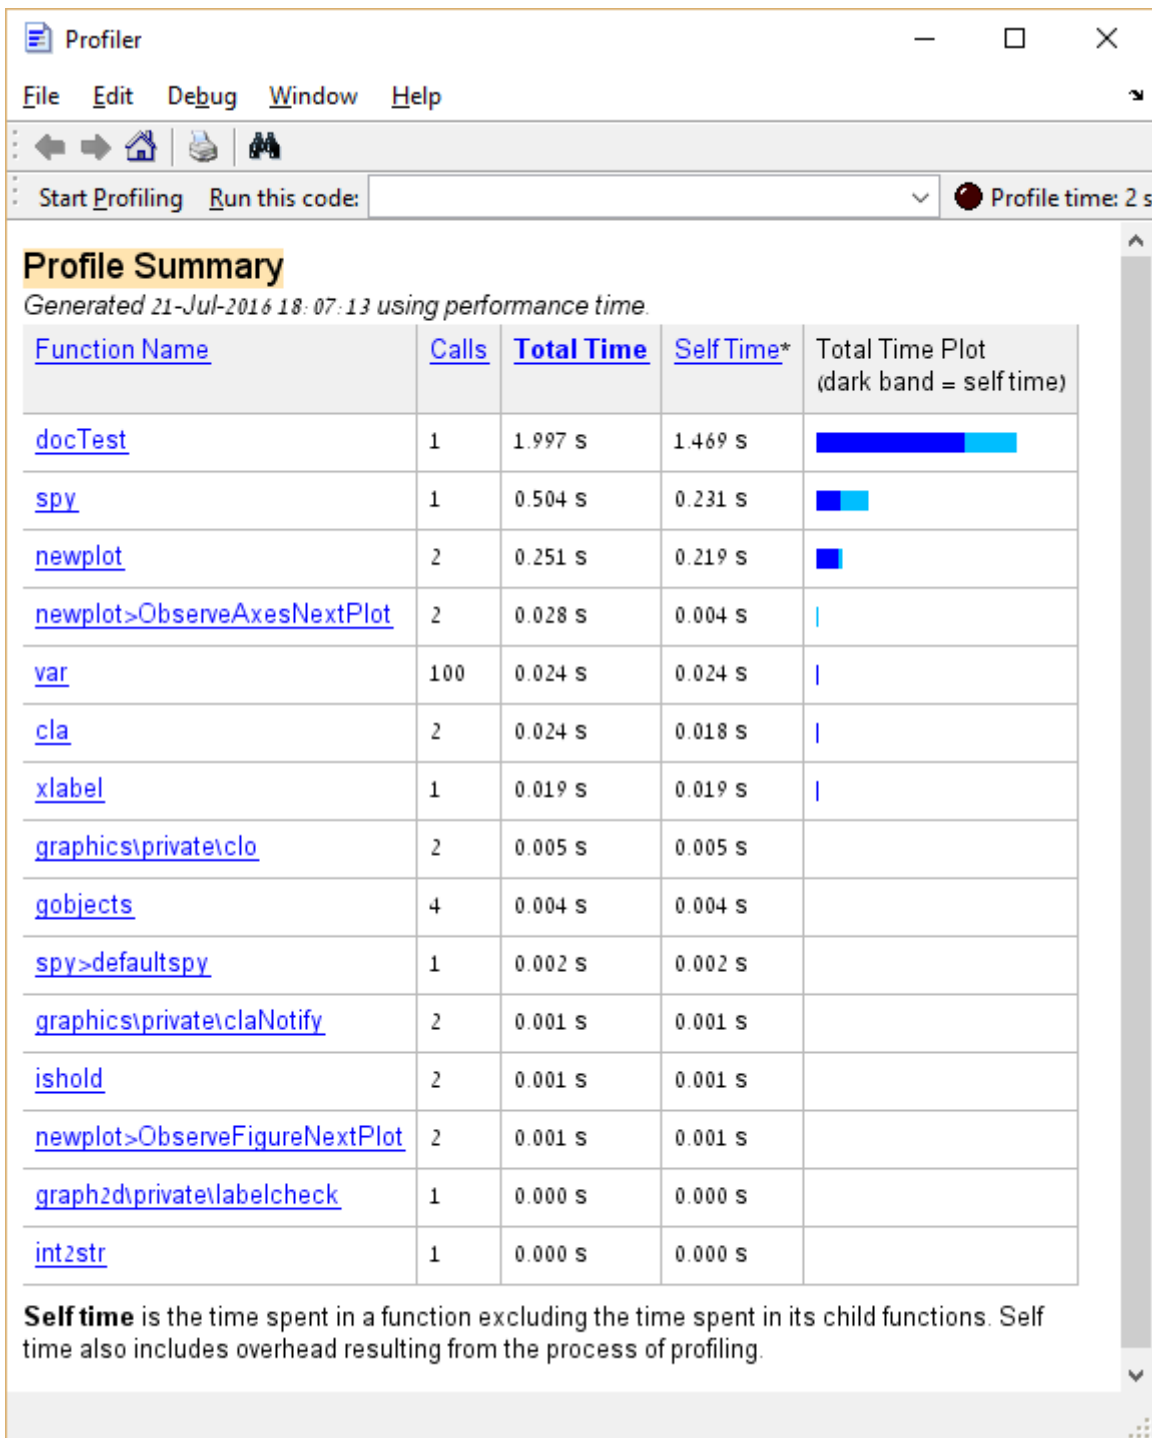 Profiler
File Edit Debug Window Help
Start Profiling Run this code: Profile time: 2 s
Profile Summary
Generated 21-Jul-2016 18:07:13 using performance time.
Function Name Calls Total Time Self Time* Total Time Plot
(dark band = self time)
docTest 1 1.997 s 1.469 s
spy 1 0.504 s 0.231 s
newplot 2 0.251 s 0.219 s
newplot>ObserveAxesNextPlot 2 0.028 s 0.004 s
var 100 0.024 s 0.024 s
cla 2 0.024 s 0.018 s
xlabel 1 0.019 s 0.019 s
graphics\private\clo 2 0.005 s 0.005 s
gobjects 4 0.004 s 0.004 s
spy>defaultspy 1 0.002 s 0.002 s
graphics\private\claNotify 2 0.001 s 0.001 s
ishold 2 0.001 s 0.001 s
newplot>ObserveFigureNextPlot 2 0.001 s 0.001 s
graph2d\private\labelcheck 1 0.000 s 0.000 s
int2str 1 0.000 s 0.000 s
Self time is the time spent in a function excluding the time spent in its child functions. Self
time also includes overhead resulting from the process of profiling.